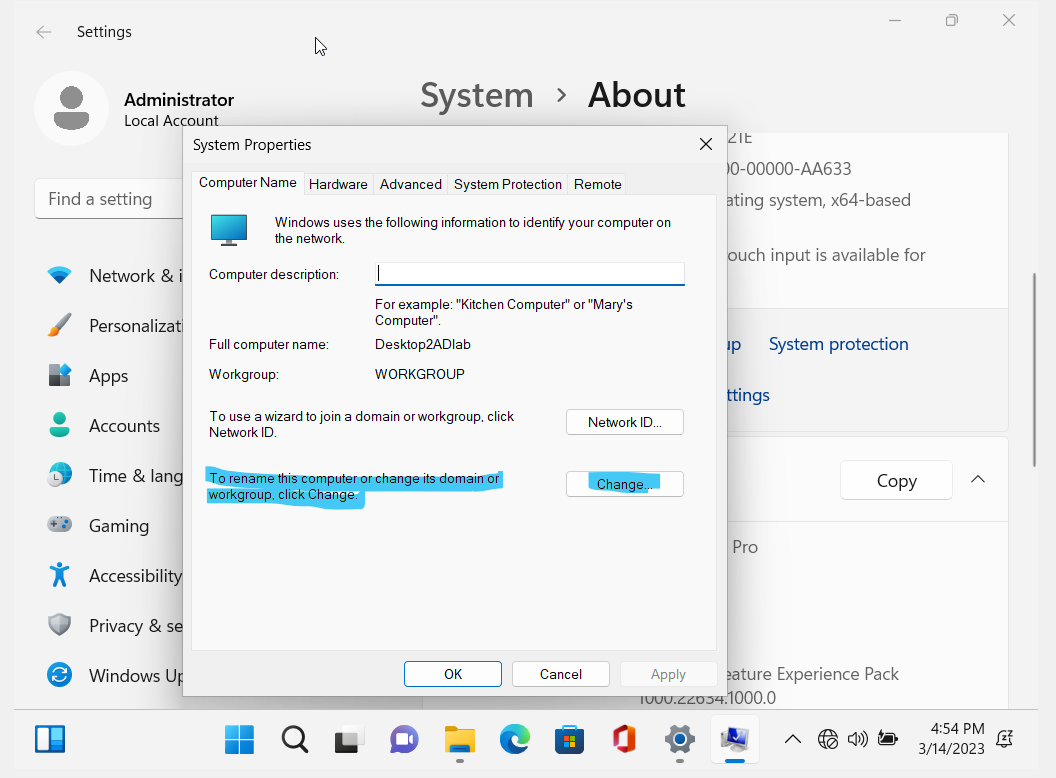 Settings
Administrator
Local Account
System > About
Find a setting
Network & i
Personalizati
Apps
Accounts
Time & lang
Gaming
Accessibility
Privacy & se
Windows Up
System Properties
Computer Name
Hardware
Advanced
System Protection
Remote
Windows uses the following information to identify your computer on
the network.
Computer description:
For example: "Kitchen Computer" or "Mary's
Computer".
Full computer name:
Desktop2ADlab
Workgroup:
WORKGROUP
To use a wizard to join a domain or workgroup, click
Network ID.
Network ID...
To rename this computer or change its domain or
workgroup, click Change.
Change...
OK
Cancel
Apply
21E
00-00000-AA633
ating system, x64-based
ouch input is available for
up
System protection
ttings
Copy
Pro
eature Experience Pack
1000.22634.1000.0
4:54 PM
3/14/2023